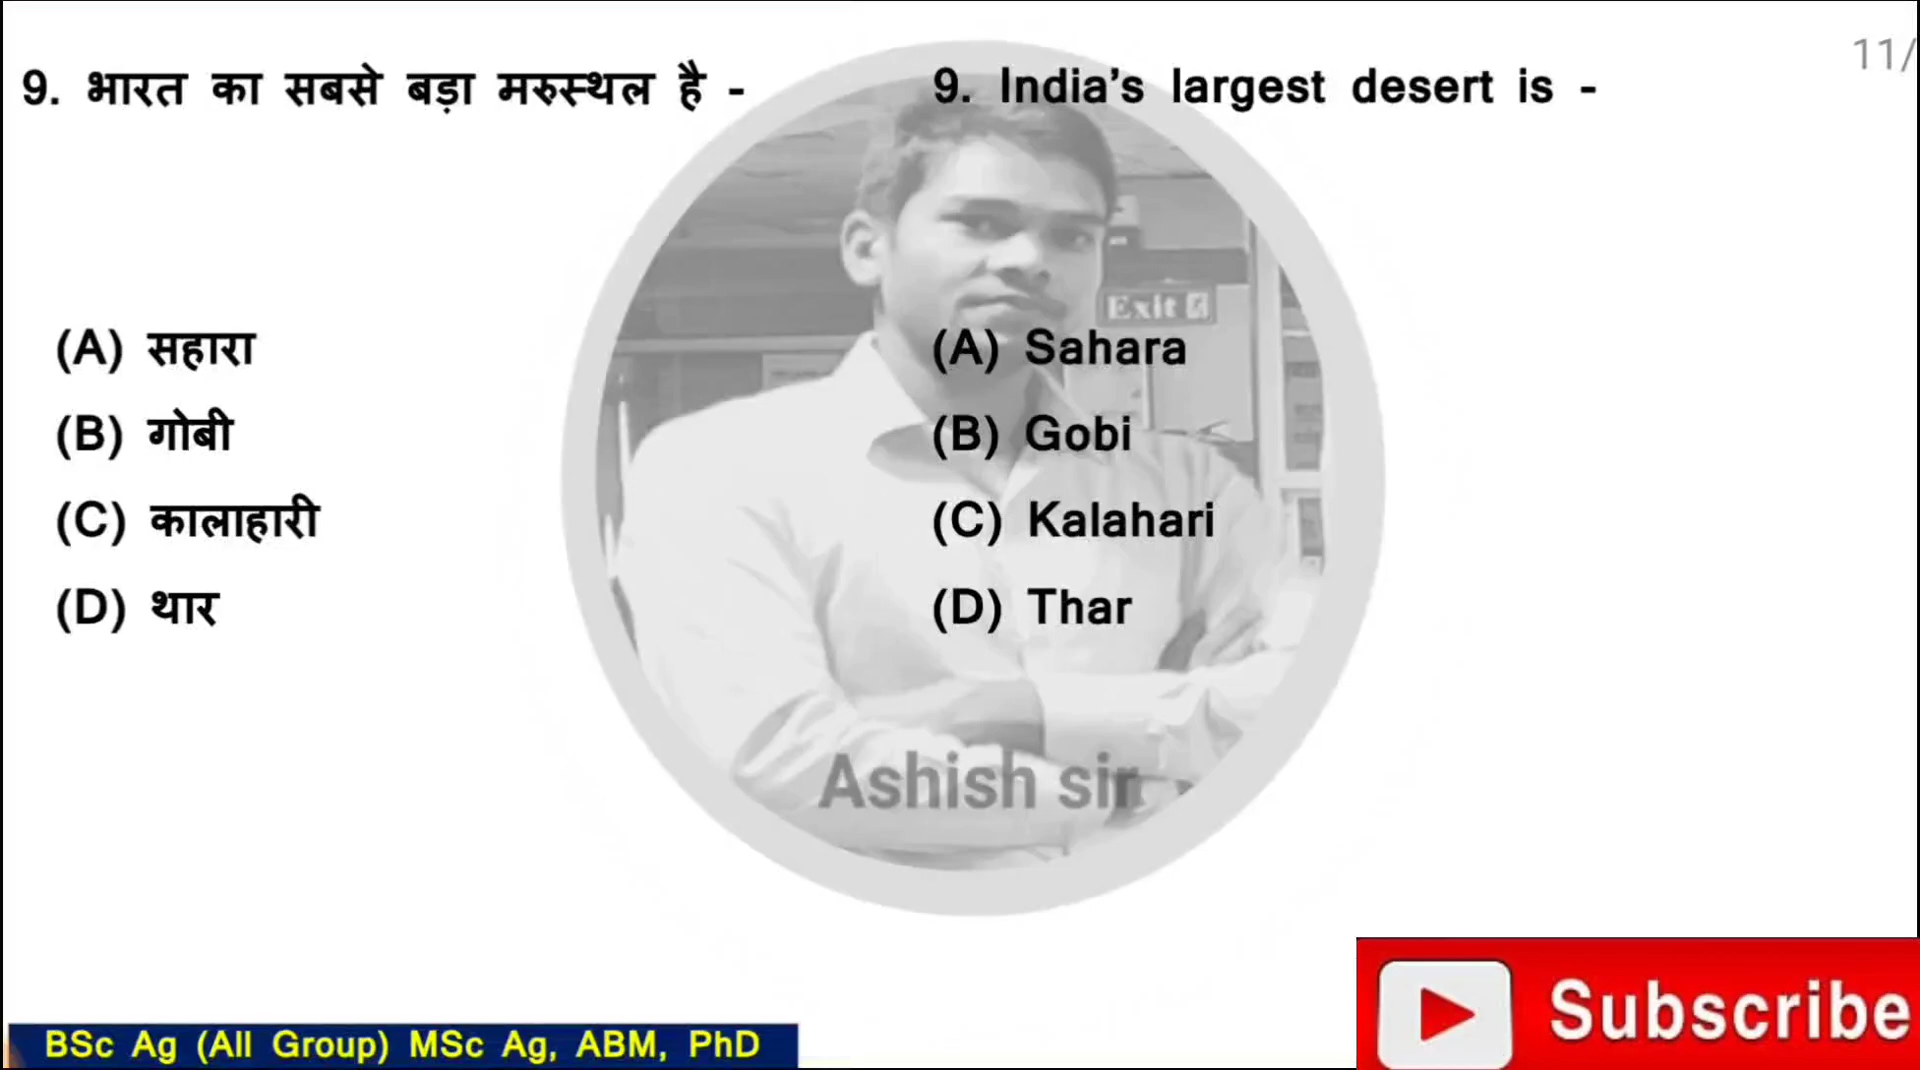 11/
9. भारत का सबसे बड़ा मरुस्थल है -
(A) सहारा
(B) गोबी
(C) कालाहारी
(D) थार
9. India's largest desert is -
(A) Sahara
(B) Gobi
(C) Kalahari
(D) Thar
Exit
Ashish sir
BSc Ag (All Group) MSc Ag, ABM, PhD
Subscribe